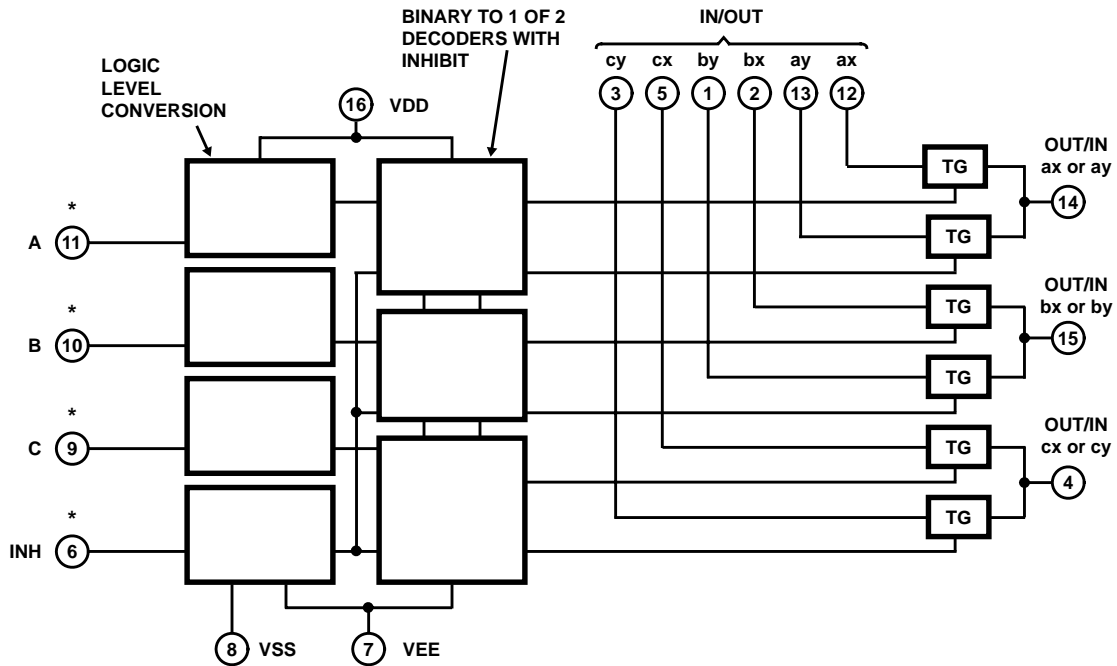 BINARY TO 1 OF 2
DECODERS WITH
INHIBIT
IN/OUT
LOGIC
LEVEL
CONVERSION
cy cx by bx ay ax
3 5 1 2 13 12
16 VDD
TG
OUT/IN
ax or ay
14
*
A 11
TG
*
B 10
TG
OUT/IN
bx or by
15
TG
*
C 9
TG
OUT/IN
cx or cy
4
*
INH 6
TG
8 VSS
7 VEE